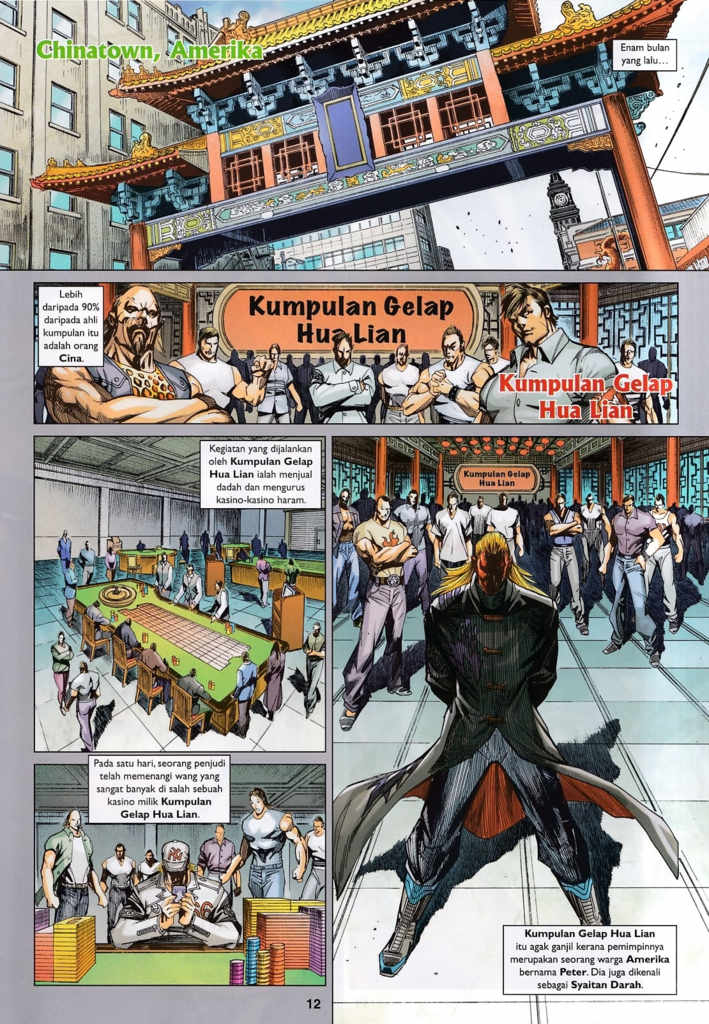 Chinatown, Amerika
Enam bulan
yang lalu…
Lebih
daripada 90%
daripada ahli
kumpulan itu
adalah orang
Cina.
Kumpulan Gelap
Hua Lian
Kumpulan Gelap
Hua Lian
Kegiatan yang dijalankan
oleh Kumpulan Gelap
Hua Lian ialah menjual
dadah dan mengurus
kasino-kasino haram.
Kumpulan Gelap
Hua Lian
Pada satu hari, seorang penjudi
telah memenangi wang yang
sangat banyak di salah sebuah
kasino milik Kumpulan
Gelap Hua Lian.
Kumpulan Gelap Hua Lian
itu agak ganjil kerana pemimpinnya
merupakan seorang warga Amerika
bernama Peter. Dia juga dikenali
sebagai Syaitan Darah.
12